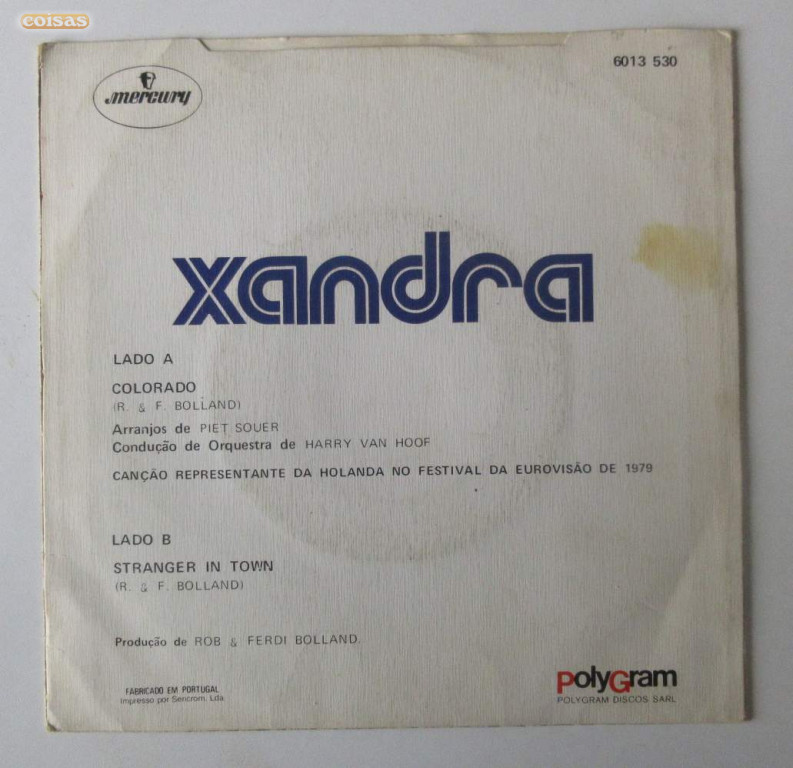 coisas
mercury
6013 530
xandra
LADO A
COLORADO
(R. & F. BOLLAND)
Arranjos de PIET SOUER
Condução de Orquestra de HARRY VAN HOOF
CANÇÃO REPRESENTANTE DA HOLANDA NO FESTIVAL DA EUROVISÃO DE 1979
LADO B
STRANGER IN TOWN
(R. & F. BOLLAND)
Produção de ROB & FERDI BOLLAND.
FABRICADO EM PORTUGAL
Impresso por Sericrom. Lda
PolyGram
POLYGRAM DISCOS SARL